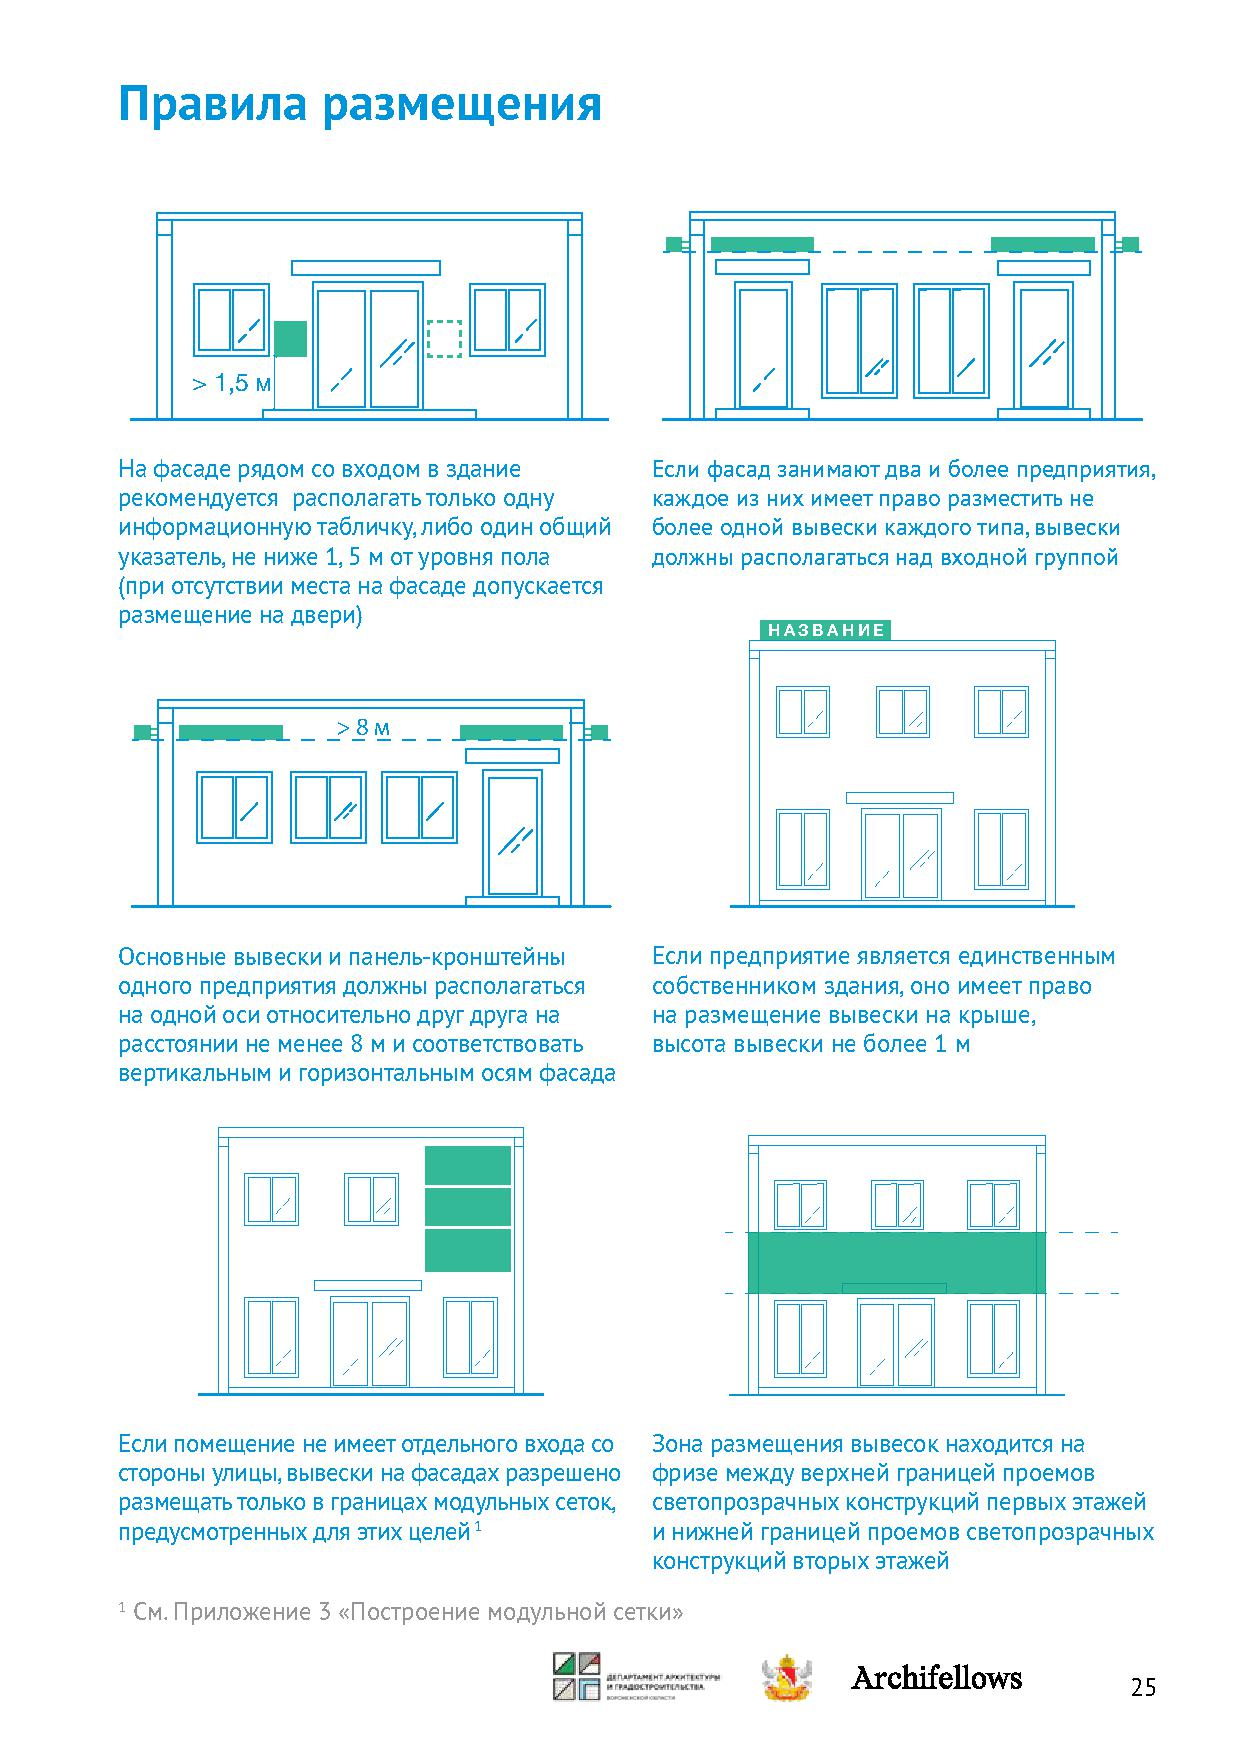 Правила размещения
> 1,5 м
На фасаде рядом со входом в здание
рекомендуется располагать только одну
информационную табличку, либо один общий
указатель, не ниже 1, 5 м от уровня пола
(при отсутствии места на фасаде допускается
размещение на двери)
Если фасад занимают два и более предприятия,
каждое из них имеет право разместить не
более одной вывески каждого типа, вывески
должны располагаться над входной группой
> 8 м
Основные вывески и панель-кронштейны
одного предприятия должны располагаться
на одной оси относительно друг друга на
расстоянии не менее 8 м и соответствовать
вертикальным и горизонтальным осям фасада
НАЗВАНИЕ
Если предприятие является единственным
собственником здания, оно имеет право
на размещение вывески на крыше,
высота вывески не более 1 м
Если помещение не имеет отдельного входа со
стороны улицы, вывески на фасадах разрешено
размещать только в границах модульных сеток,
предусмотренных для этих целей ¹
Зона размещения вывесок находится на
фризе между верхней границей проемов
светопрозрачных конструкций первых этажей
и нижней границей проемов светопрозрачных
конструкций вторых этажей
¹ См. Приложение 3 «Построение модульной сетки»
ДЕПАРТАМЕНТ АРХИТЕКТУРЫ
И ГРАДОСТРОИТЕЛЬСТВА
ВОРОНЕЖСКОЙ ОБЛАСТИ
Archifellows
25